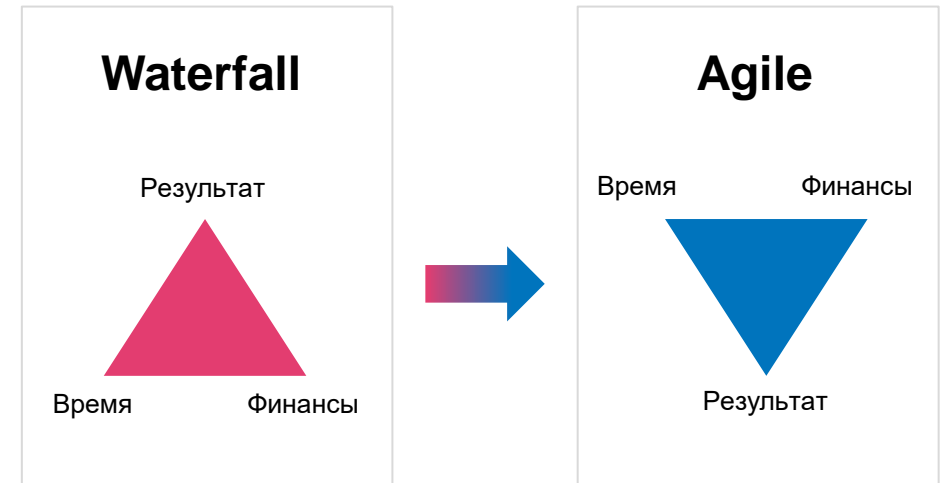 Waterfall
Результат
Время
Финансы
Agile
Время
Финансы
Результат